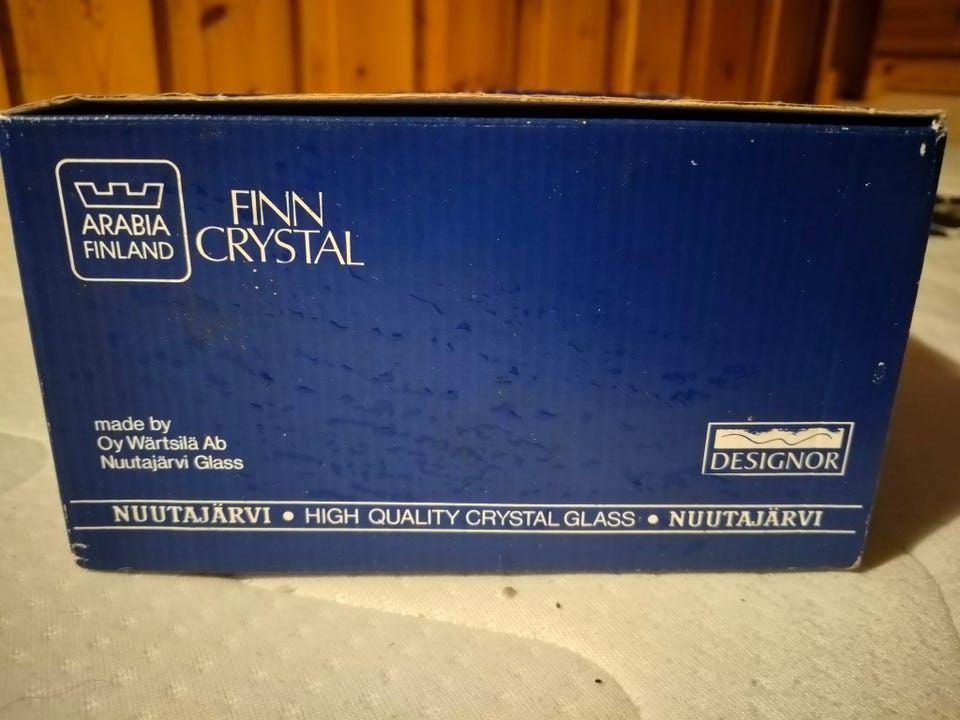 ARABIA
FINLAND
FINN
CRYSTAL
made by
Oy Wärtsilä Ab
Nuutajärvi Glass
DESIGNOR
NUUTAJÄRVI • HIGH QUALITY CRYSTAL GLASS • NUUTAJÄRVI